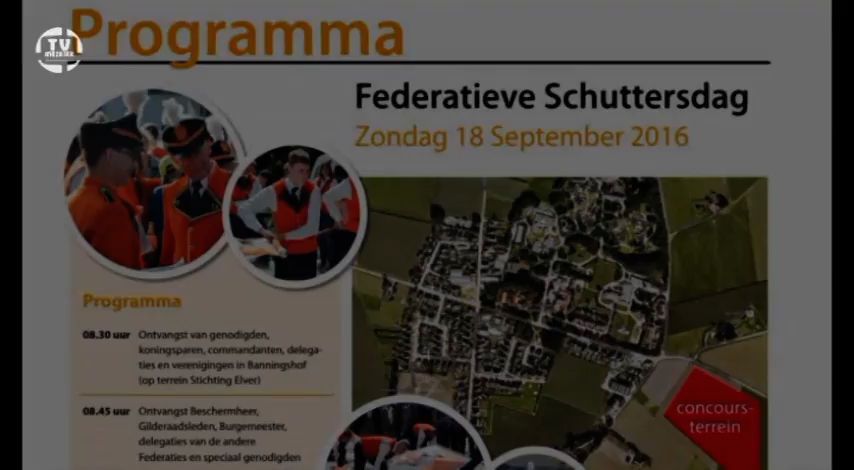 Programma
TV
Federatieve Schuttersdag
Zondag 18 September 2016
Programma
08.30 uur Ontvangst van genodigden,
koningsparen, commandanten, delega-
ties en verenigingen in Banningshof
(op terrein Stichting Elver)
08.45 uur Ontvangst Beschermheer,
Gilderaadsleden, Burgemeester,
delegaties van de andere
Federaties en speciaal genodigden
concours-
terrein